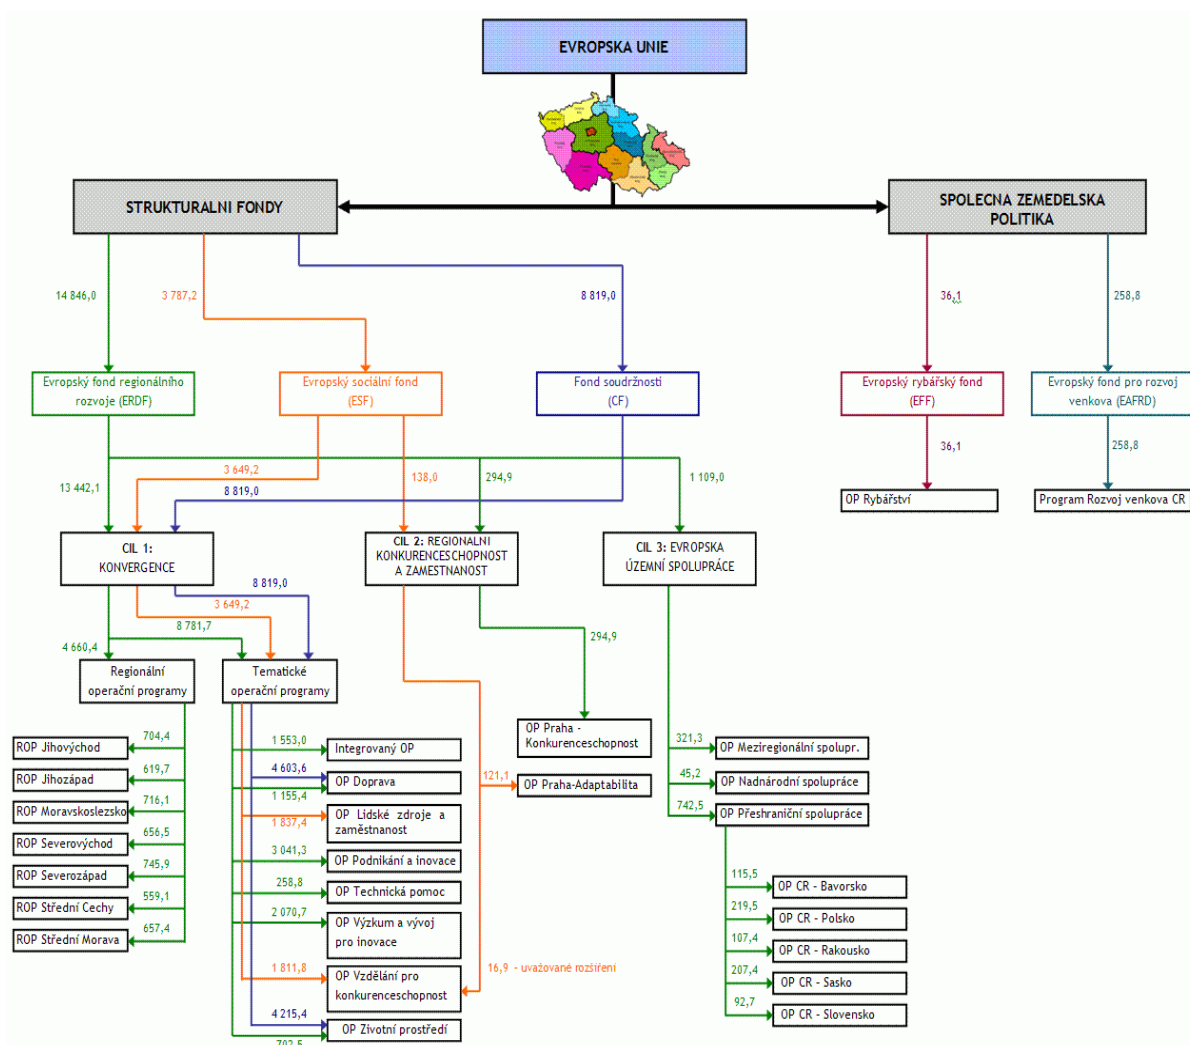 EVROPSKA UNIE
STRUKTURALNI FONDY
SPOLECNA ZEMEDELSKA
POLITIKA
14 846,0
3 787,2
8 819,0
36,1
258,8
Evropský fond regionálního
rozvoje (ERDF)
Evropský sociální fond
(ESF)
Fond soudržnosti
(CF)
Evropský rybářský fond
(EFF)
Evropský fond pro rozvoj
venkova (EAFRD)
13 442,1
3 649,2
8 819,0
138,0
294,9
1 109,0
36,1
258,8
OP Rybářství
Program Rozvoj venkova CR
CIL 1:
KONVERGENCE
CIL 2: REGIONALNI
KONKURENCESCHOPNOST
A ZAMESTNANOST
CIL 3: EVROPSKA
ÚZEMNÍ SPOLUPRÁCE
8 819,0
3 649,2
8 781,7
4 660,4
294,9
Regionální
operační programy
Tematické
operační programy
704,4
ROP Jihovýchod
619,7
ROP Jihozápad
716,1
ROP Moravskoslezsko
656,5
ROP Severovýchod
745,9
ROP Severozápad
559,1
ROP Střední Cechy
657,4
ROP Střední Morava
1 553,0
Integrovaný OP
4 603,6
OP Doprava
1 155,4
OP Lidské zdroje a
zaměstnanost
1 837,4
3 041,3
OP Podnikání a inovace
258,8
OP Technická pomoc
2 070,7
OP Výzkum a vývoj
pro inovace
1 811,8
OP Vzdělání pro
konkurenceschopnost
4 215,4
OP Zivotní prostředí
702,5
OP Praha -
Konkurenceschopnost
121,1
OP Praha-Adaptabilita
16,9 - uvažované rozšíření
321,3
OP Meziregionální spolupr.
45,2
OP Nadnárodní spolupráce
742,5
OP Přeshraniční spolupráce
115,5
OP CR - Bavorsko
219,5
OP CR - Polsko
107,4
OP CR - Rakousko
207,4
OP CR - Sasko
92,7
OP CR - Slovensko